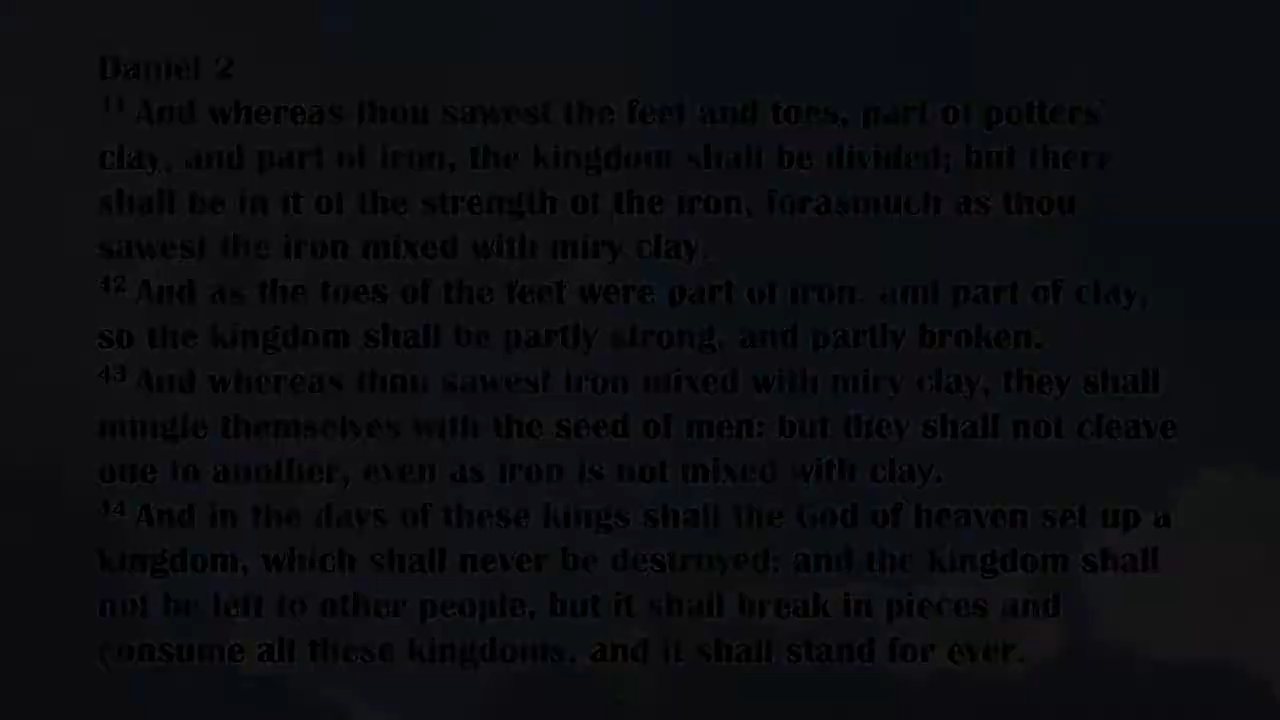 Daniel 2
41 And whereas thou sawest the feet and toes, part of potters'
clay, and part of iron, the kingdom shall be divided; but there
shall be in it of the strength of the iron, forasmuch as thou
sawest the iron mixed with miry clay.
42 And as the toes of the feet were part of iron, and part of clay,
so the kingdom shall be partly strong, and partly broken.
43 And whereas thou sawest iron mixed with miry clay, they shall
mingle themselves with the seed of men: but they shall not cleave
one to another, even as iron is not mixed with clay.
44 And in the days of these kings shall the God of heaven set up a
kingdom, which shall never be destroyed: and the kingdom shall
not be left to other people, but it shall break in pieces and
consume all these kingdoms, and it shall stand for ever.